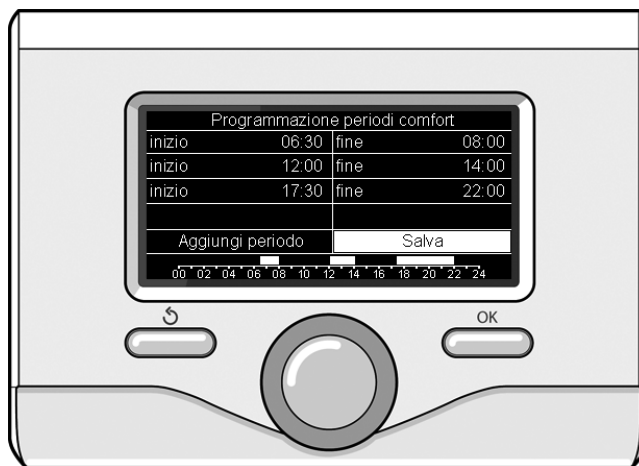 Programmazione periodi comfort
inizio 06:30 fine 08:00
inizio 12:00 fine 14:00
inizio 17:30 fine 22:00
Aggiungi periodo Salva
00 02 04 06 08 10 12 14 16 18 20 22 24
OK